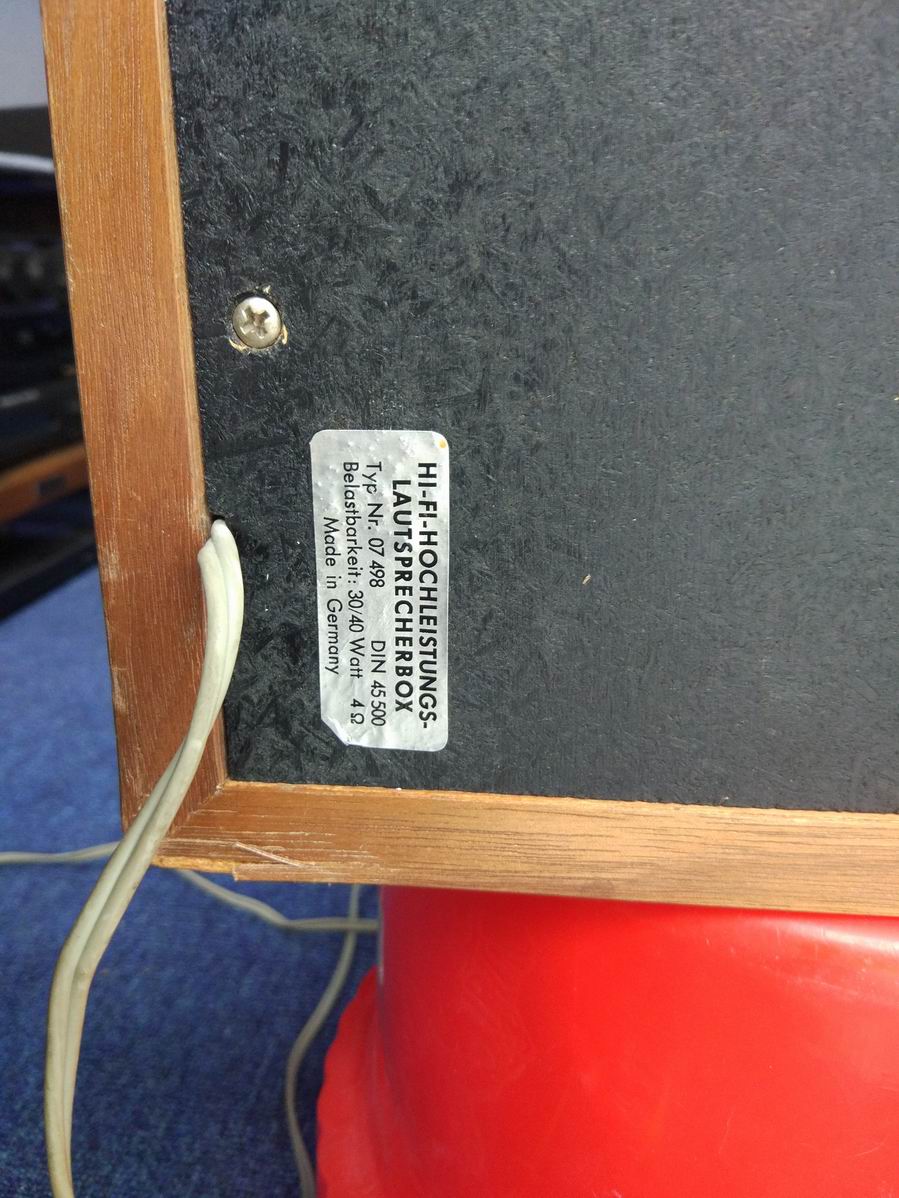 HI-FI-HOCHLEISTUNGS-
LAUTSPRECHERBOX
Typ Nr. 07 498 DIN 45 500
Belastbarkeit: 30/40 Watt 4 Ω
Made in Germany